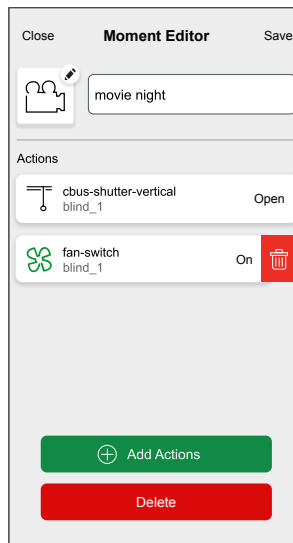 Close Moment Editor Save
movie night
Actions
cbus-shutter-vertical
blind_1
Open
fan-switch
blind_1
On
Add Actions
Delete